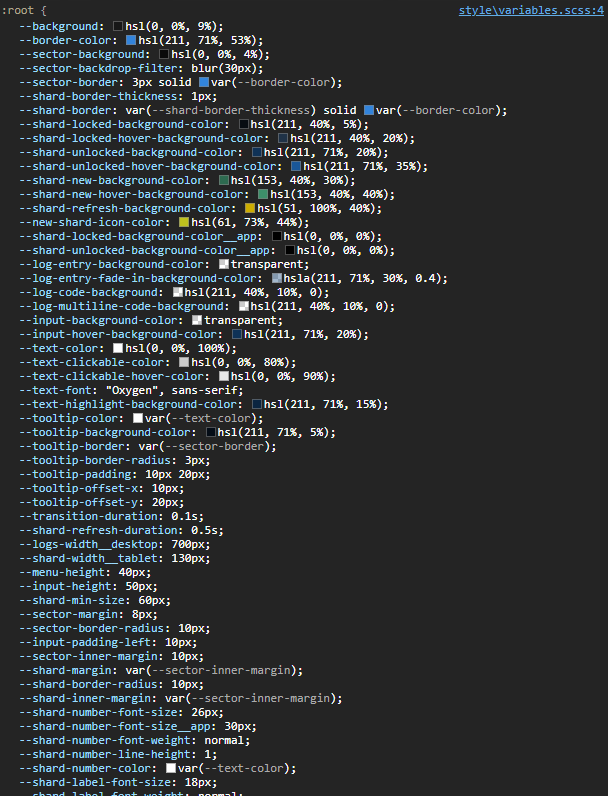 :root { style\variables.scss:4
--background: hsl(0, 0%, 9%);
--border-color: hsl(211, 71%, 53%);
--sector-background: hsl(0, 0%, 4%);
--sector-backdrop-filter: blur(30px);
--sector-border: 3px solid var(--border-color);
--shard-border-thickness: 1px;
--shard-border: var(--shard-border-thickness) solid var(--border-color);
--shard-locked-background-color: hsl(211, 40%, 5%);
--shard-locked-hover-background-color: hsl(211, 40%, 20%);
--shard-unlocked-background-color: hsl(211, 71%, 20%);
--shard-unlocked-hover-background-color: hsl(211, 71%, 35%);
--shard-new-background-color: hsl(153, 40%, 30%);
--shard-new-hover-background-color: hsl(153, 40%, 40%);
--shard-refresh-background-color: hsl(51, 100%, 40%);
--new-shard-icon-color: hsl(61, 73%, 44%);
--shard-locked-background-color__app: hsl(0, 0%, 0%);
--shard-unlocked-background-color__app: hsl(0, 0%, 0%);
--log-entry-background-color: transparent;
--log-entry-fade-in-background-color: hsla(211, 71%, 30%, 0.4);
--log-code-background: hsl(211, 40%, 10%, 0);
--log-multiline-code-background: hsl(211, 40%, 10%, 0);
--input-background-color: transparent;
--input-hover-background-color: hsl(211, 71%, 20%);
--text-color: hsl(0, 0%, 100%);
--text-clickable-color: hsl(0, 0%, 80%);
--text-clickable-hover-color: hsl(0, 0%, 90%);
--text-font: "Oxygen", sans-serif;
--text-highlight-background-color: hsl(211, 71%, 15%);
--tooltip-color: var(--text-color);
--tooltip-background-color: hsl(211, 71%, 5%);
--tooltip-border: var(--sector-border);
--tooltip-border-radius: 3px;
--tooltip-padding: 10px 20px;
--tooltip-offset-x: 10px;
--tooltip-offset-y: 20px;
--transition-duration: 0.1s;
--shard-refresh-duration: 0.5s;
--logs-width__desktop: 700px;
--shard-width__tablet: 130px;
--menu-height: 40px;
--input-height: 50px;
--shard-min-size: 60px;
--sector-margin: 8px;
--sector-border-radius: 10px;
--input-padding-left: 10px;
--sector-inner-margin: 10px;
--shard-margin: var(--sector-inner-margin);
--shard-border-radius: 10px;
--shard-inner-margin: var(--sector-inner-margin);
--shard-number-font-size: 26px;
--shard-number-font-size__app: 30px;
--shard-number-font-weight: normal;
--shard-number-line-height: 1;
--shard-number-color: var(--text-color);
--shard-label-font-size: 18px;
--shard-label-font-weight: normal;